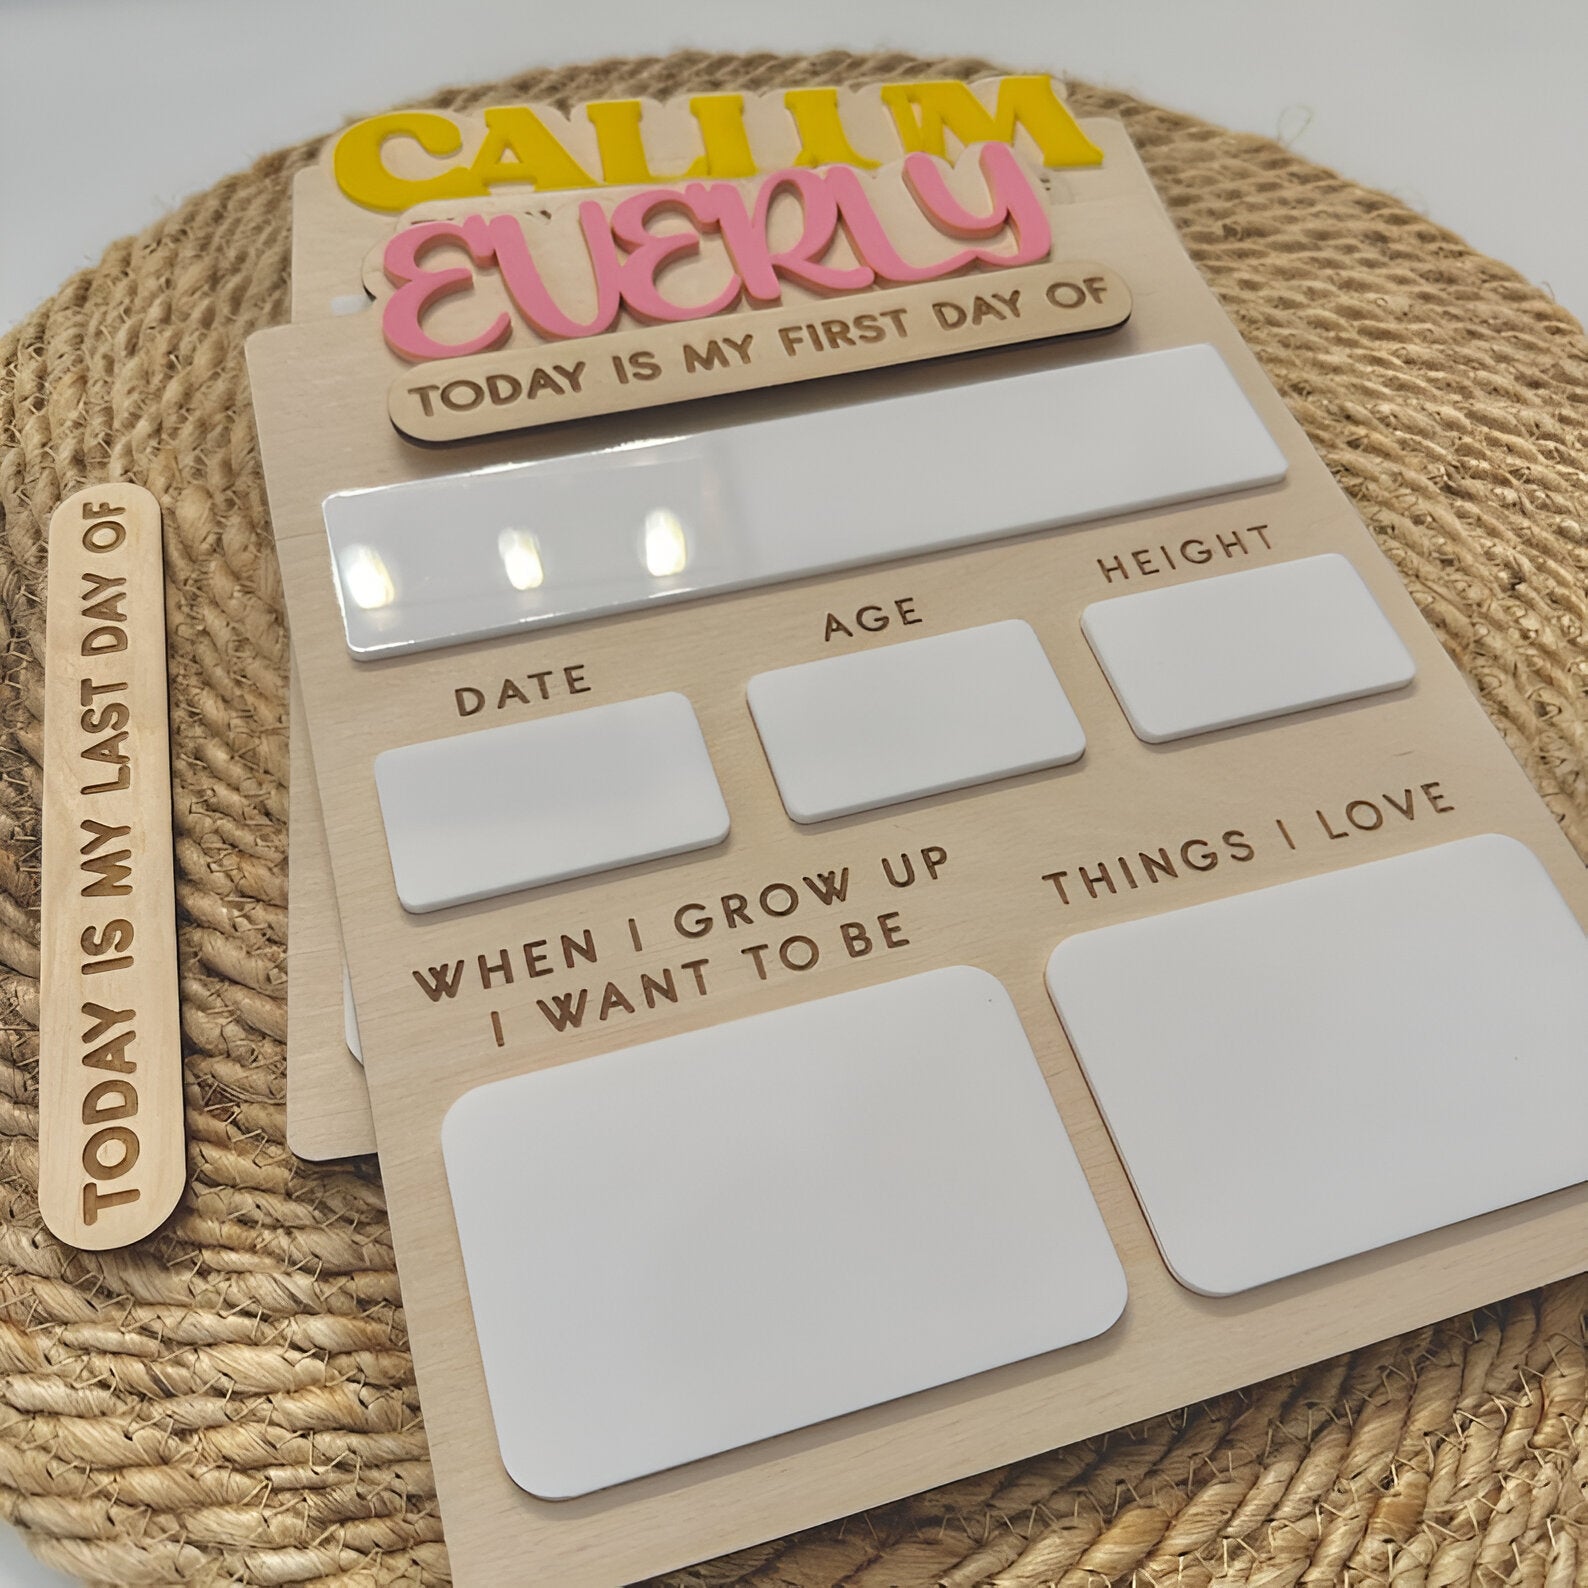 CALLUM
EVERLY
TODAY IS MY FIRST DAY OF
DATE
AGE
HEIGHT
WHEN I GROW UP
I WANT TO BE
THINGS I LOVE
TODAY IS MY LAST DAY OF